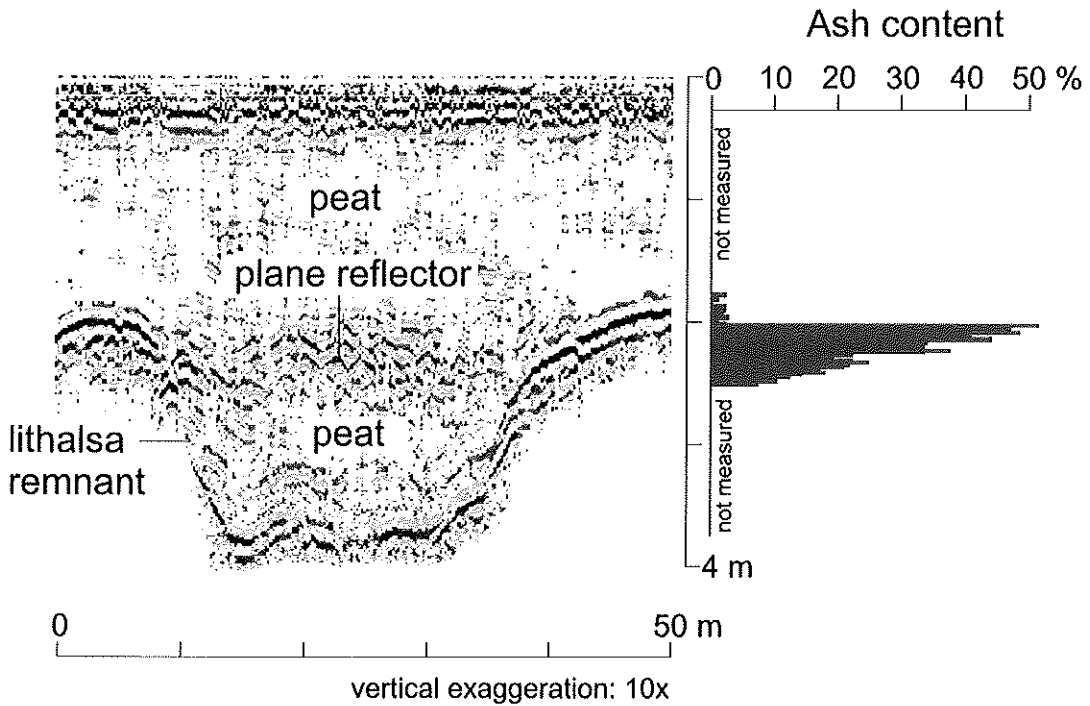 Ash content
0 10 20 30 40 50 %
not measured
peat
plane reflector
lithalsa
remnant
peat
not measured
4 m
0 50 m
vertical exaggeration: 10x